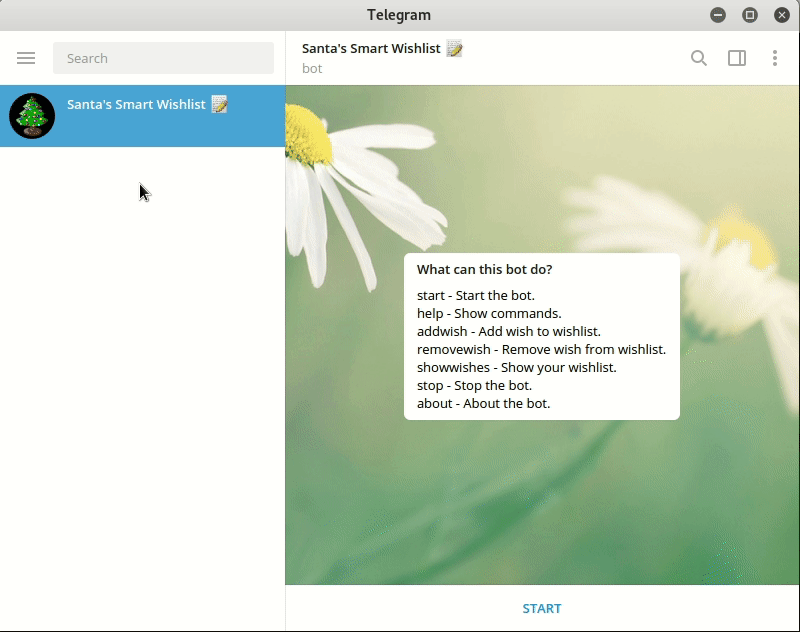 Telegram
Search
Santa's Smart Wishlist 📝
bot
Santa's Smart Wishlist 📝
What can this bot do?
start - Start the bot.
help - Show commands.
addwish - Add wish to wishlist.
removewish - Remove wish from wishlist.
showwishes - Show your wishlist.
stop - Stop the bot.
about - About the bot.
START